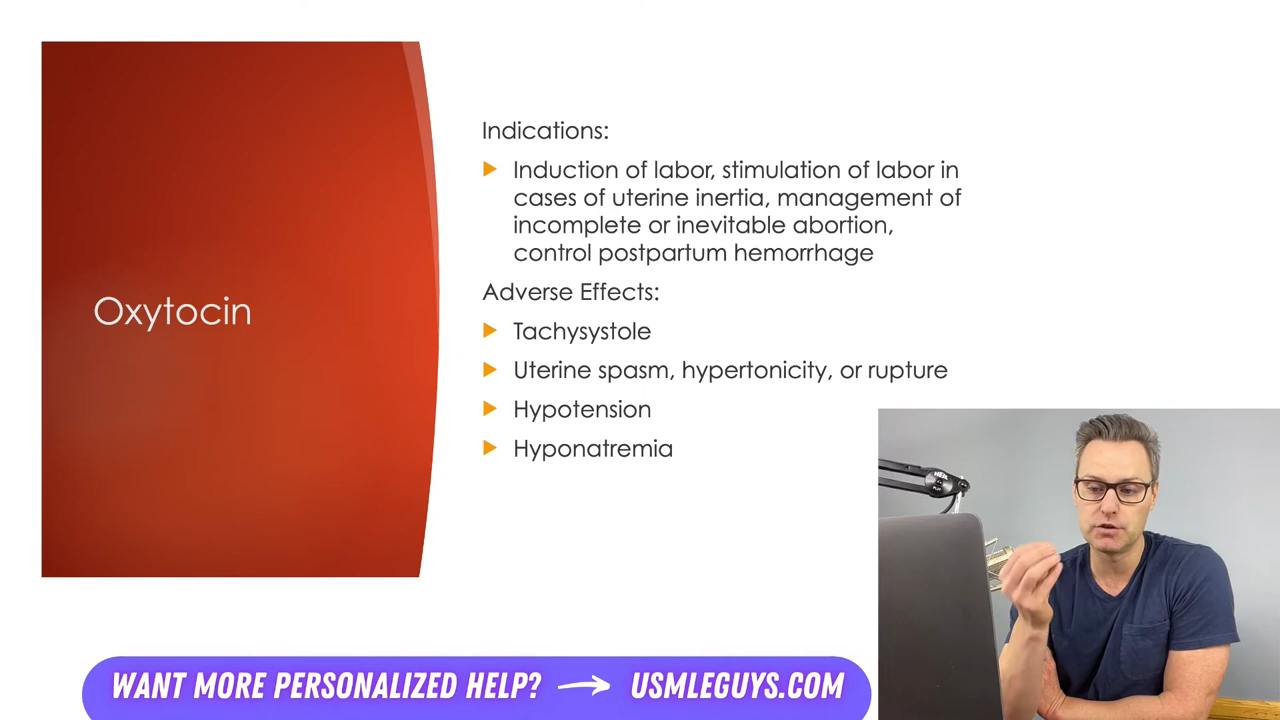 Oxytocin
Indications:
Induction of labor, stimulation of labor in
cases of uterine inertia, management of
incomplete or inevitable abortion,
control postpartum hemorrhage
Adverse Effects:
Tachysystole
Uterine spasm, hypertonicity, or rupture
Hypotension
Hyponatremia
WANT MORE PERSONALIZED HELP? → USMLEGUYS.COM